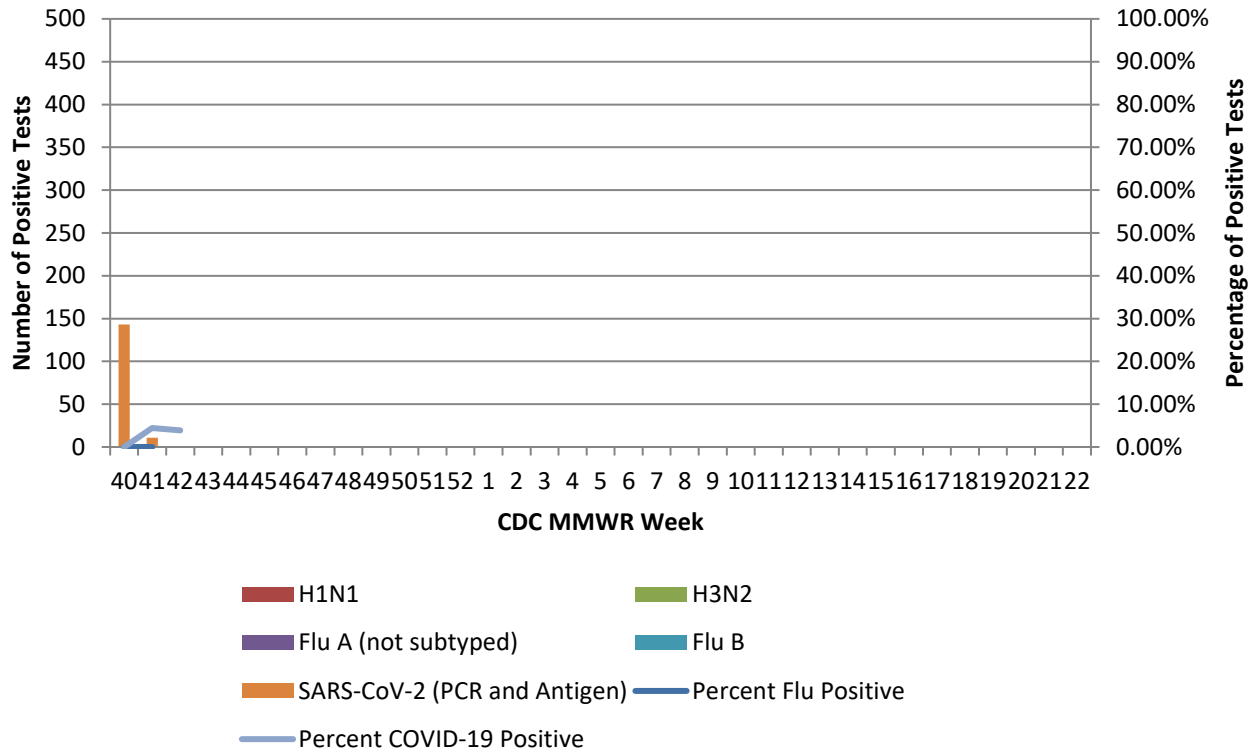 Number of Positive Tests
500
450
400
350
300
250
200
150
100
50
0
100.00%
90.00%
80.00%
70.00%
60.00%
50.00%
40.00%
30.00%
20.00%
10.00%
0.00%
Percentage of Positive Tests
40 41 42 43 44 45 46 47 48 49 50 51 52 1 2 3 4 5 6 7 8 9 10 11 12 13 14 15 16 17 18 19 20 21 22
CDC MMWR Week
H1N1 H3N2
Flu A (not subtyped) Flu B
SARS-CoV-2 (PCR and Antigen) Percent Flu Positive
Percent COVID-19 Positive